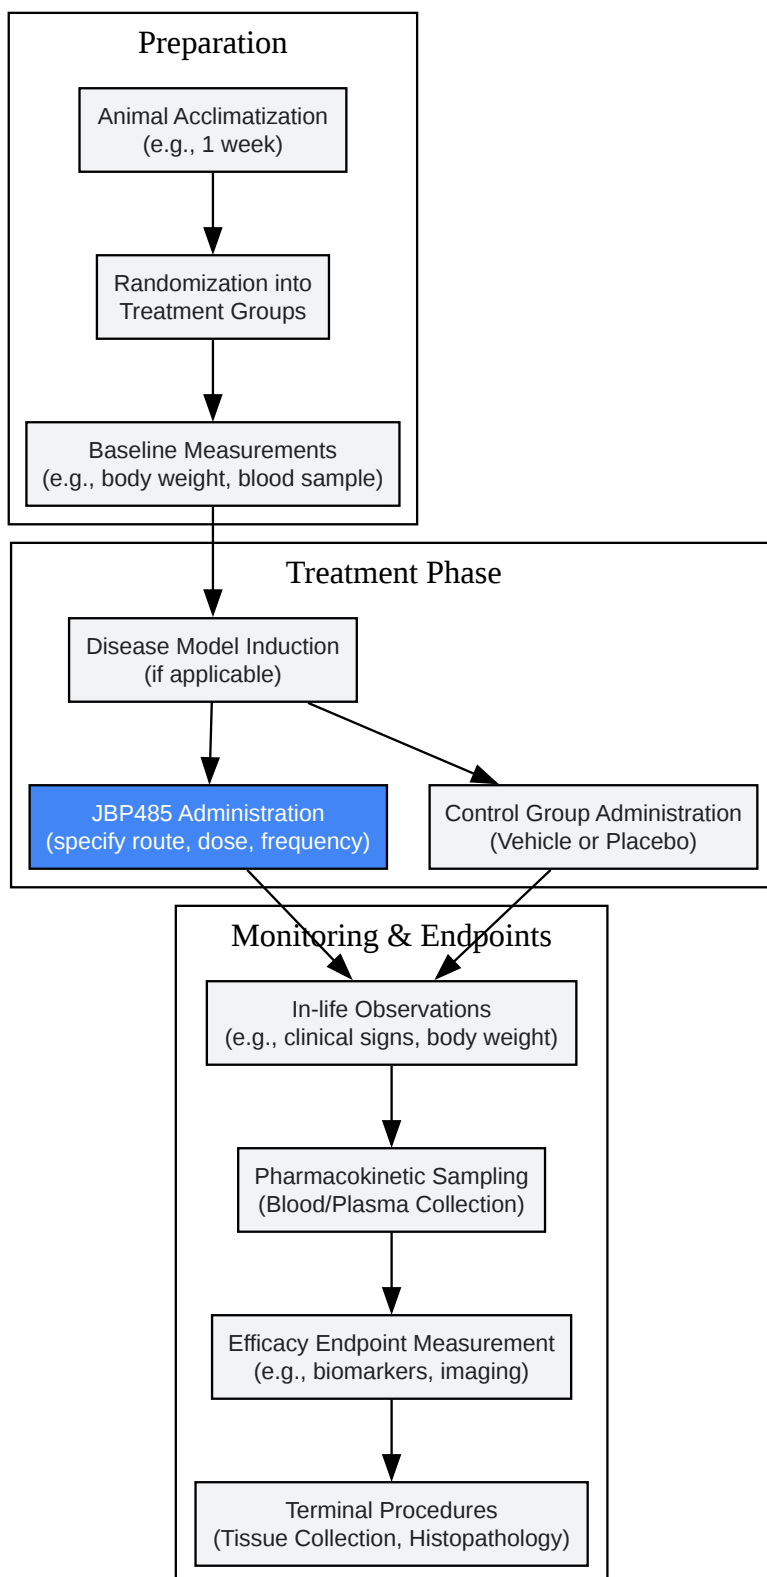 Preparation
Animal Acclimatization
(e.g., 1 week)
Randomization into
Treatment Groups
Baseline Measurements
(e.g., body weight, blood sample)
Treatment Phase
Disease Model Induction
(if applicable)
JBP485 Administration
(specify route, dose, frequency)
Control Group Administration
(Vehicle or Placebo)
Monitoring & Endpoints
In-life Observations
(e.g., clinical signs, body weight)
Pharmacokinetic Sampling
(Blood/Plasma Collection)
Efficacy Endpoint Measurement
(e.g., biomarkers, imaging)
Terminal Procedures
(Tissue Collection, Histopathology)